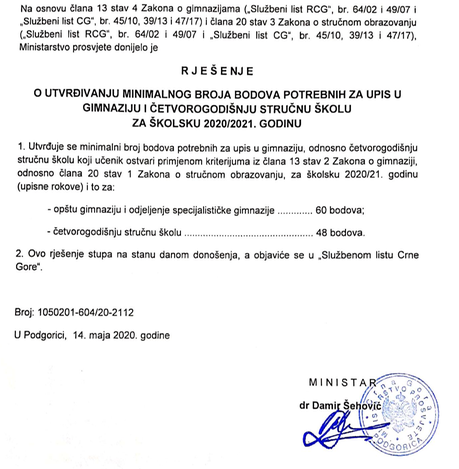 Na osnovu člana 13 stav 4 Zakona o gimnazijama („Službeni list RCG“, br. 64/02 i 49/07 i
„Službeni list CG“, br. 45/10, 39/13 i 47/17) i člana 20 stav 3 Zakona o stručnom obrazovanju
(„Službeni list RCG, br. 64/02 i 49/07 i „Službeni list CG“, br. 45/10, 39/13 i 47/17),
Ministarstvo prosvjete donijelo je
R J E Š E N J E
O UTVRĐIVANJU MINIMALNOG BROJA BODOVA POTREBNIH ZA UPIS U
GIMNAZIJU I ČETVOROGODIŠNJU STRUČNU ŠKOLU
ZA ŠKOLSKU 2020/2021. GODINU
1. Utvrđuje se minimalni broj bodova potrebnih za upis u gimnaziju, odnosno četvorogodišnju
stručnu školu koji učenik ostvari primjenom kriterijuma iz člana 13 stav 2 Zakona o gimnaziji,
odnosno člana 20 stav 1 Zakona o stručnom obrazovanju, za školsku 2020/21. godinu
(upisne rokove) i to za:
- opštu gimnaziju i odjeljenje specijalističke gimnazije ............. 60 bodova;
- četvorogodišnju stručnu školu ............................................. 48 bodova.
2. Ovo rješenje stupa na stanu danom donošenja, a objaviće se u „Službenom listu Crne
Gore“.
Broj: 1050201-604/20-2112
U Podgorici, 14. maja 2020. godine
M I N I S T A R
dr Damir Šehović
Crna Gora
PODGORICA